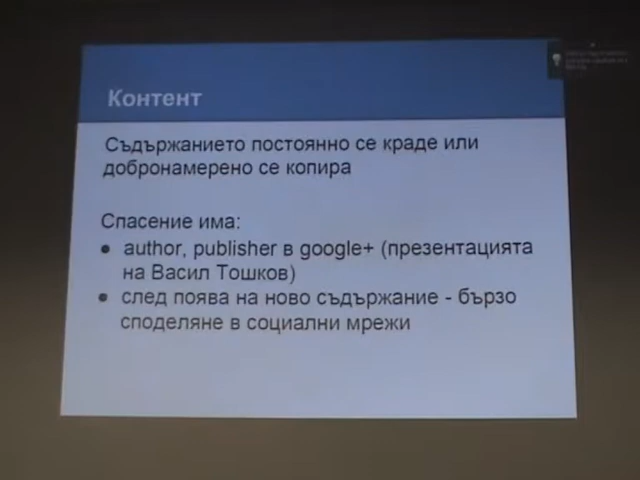 Контент
Съдържанието постоянно се краде или
добронамерено се копира
Спасение има:
● author, publisher в google+ (презентацията
на Васил Тошков)
● след поява на ново съдържание - бързо
споделяне в социални мрежи